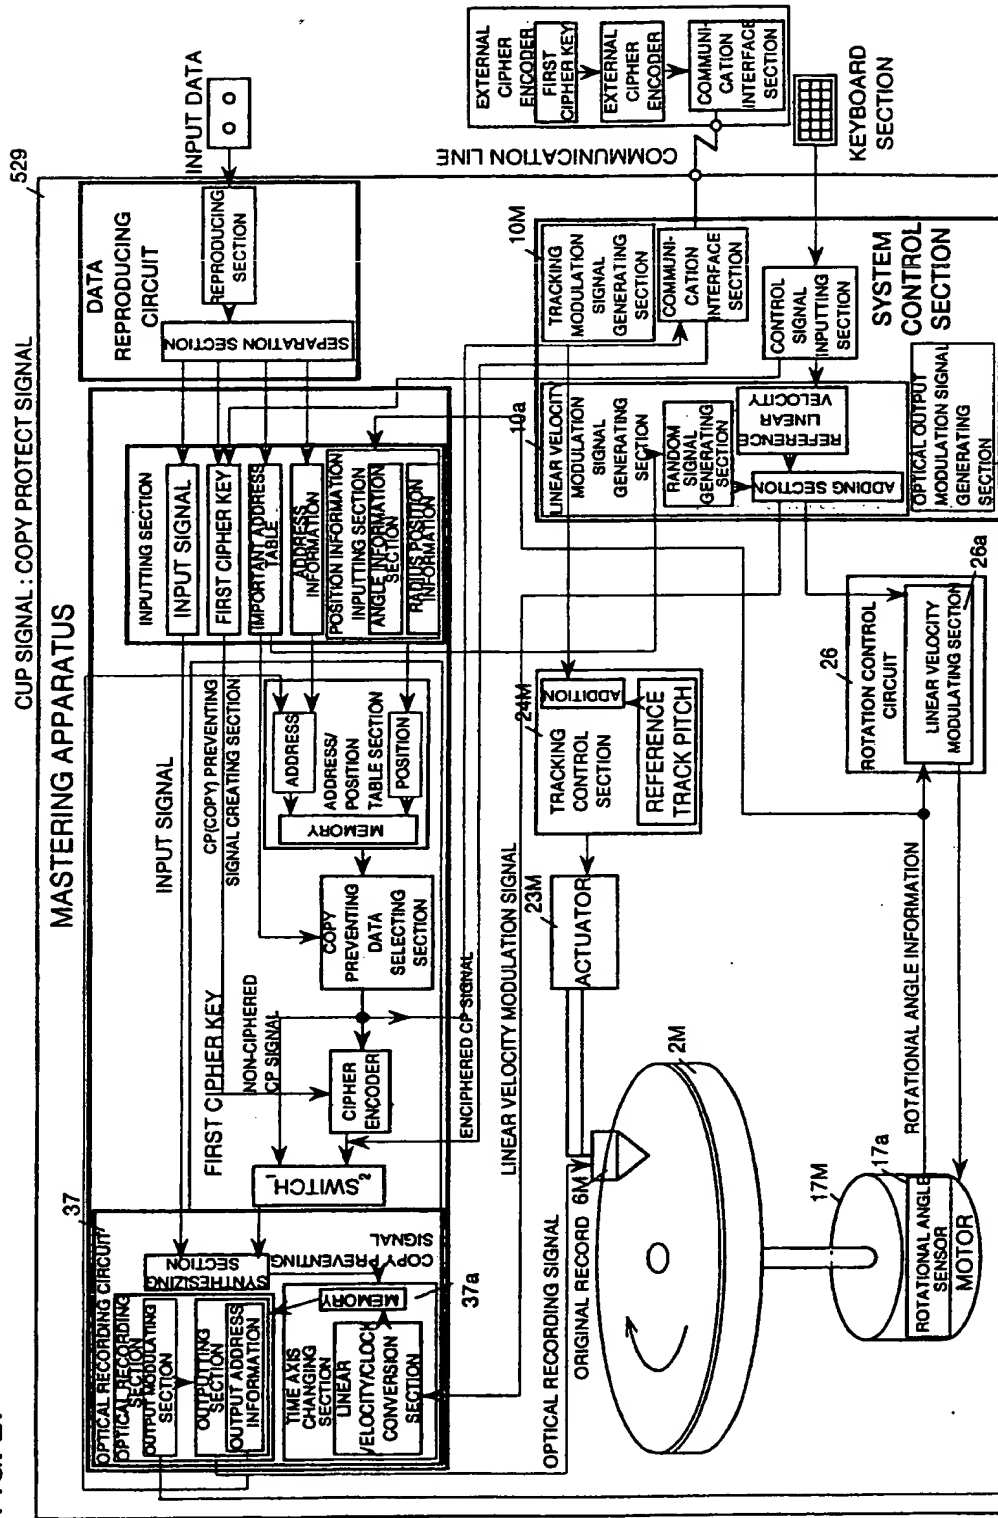 CUP SIGNAL : COPY PROTECT SIGNAL
529
MASTERING APPARATUS
DATA
REPRODUCING
CIRCUIT
REPRODUCING
SECTION
SEPARATION SECTION
INPUT DATA
INPUTTING SECTION
INPUT SIGNAL
FIRST CIPHER KEY
IMPORTANT ADDRESS
TABLE
ADDRESS
INFORMATION
POSITION INFORMATION
INPUTTING SECTION
ANGLE INFORMATION
SECTION
RADIUS POSITION
INFORMATION
INPUT SIGNAL
CP(COPY) PREVENTING
SIGNAL CREATING SECTION
ADDRESS
ADDRESS/
POSITION
TABLE SECTION
POSITION
MEMORY
COPY
PREVENTING
DATA
SELECTING
SECTION
FIRST CIPHER KEY
NON-CIPHERED
CP SIGNAL
CIPHER
ENCODER
ENCIPHERED CP SIGNAL
1 SWITCH 2
37
OPTICAL RECORDING CIRCUIT
OPTICAL RECORDING
SECTION
OUTPUT MODULATING
SECTION
OUTPUTTING
SECTION
OUTPUT ADDRESS
INFORMATION
SYNTHESIZING
SECTION
COPY PREVENTING
SIGNAL
TIME AXIS
CHANGING
SECTION
LINEAR
VELOCITY/CLOCK
CONVERSION
SECTION
MEMORY
37a
EXTERNAL
CIPHER
ENCODER
FIRST
CIPHER KEY
EXTERNAL
CIPHER
ENCODER
COMMUNI-
CATION
INTERFACE
SECTION
COMMUNICATION LINE
KEYBOARD
SECTION
10M
TRACKING
MODULATION
SIGNAL
GENERATING
SECTION
COMMUNI-
CATION
INTERFACE
SECTION
CONTROL
SIGNAL
INPUTTING
SECTION
SYSTEM
CONTROL
SECTION
10a
LINEAR VELOCITY
MODULATION
SIGNAL
GENERATING
SECTION
RANDOM
SIGNAL
GENERATING
SECTION
REFERENCE
LINEAR
VELOCITY
ADDING SECTION
OPTICAL OUTPUT
MODULATION SIGNAL
GENERATING
SECTION
LINEAR VELOCITY MODULATION SIGNAL
24M
TRACKING
CONTROL
SECTION
ADDITION
REFERENCE
TRACK PITCH
23M
ACTUATOR
26
ROTATION CONTROL
CIRCUIT
LINEAR VELOCITY
MODULATING SECTION
26a
OPTICAL RECORDING SIGNAL
ORIGINAL RECORD
6M
2M
ROTATIONAL ANGLE INFORMATION
17M
17a
ROTATIONAL ANGLE
SENSOR
MOTOR